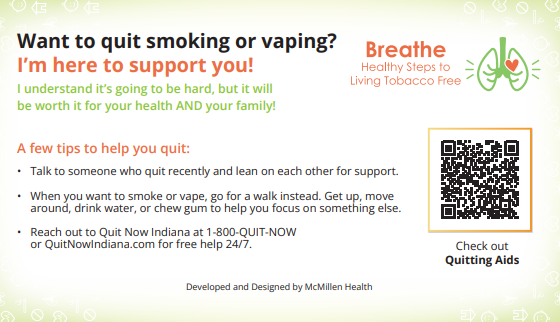 Want to quit smoking or vaping?
I'm here to support you!
I understand it's going to be hard, but it will
be worth it for your health AND your family!
Breathe
Healthy Steps to
Living Tobacco Free
A few tips to help you quit:
• Talk to someone who quit recently and lean on each other for support.
• When you want to smoke or vape, go for a walk instead. Get up, move
around, drink water, or chew gum to help you focus on something else.
• Reach out to Quit Now Indiana at 1-800-QUIT-NOW
or QuitNowIndiana.com for free help 24/7.
Check out
Quitting Aids
Developed and Designed by McMillen Health